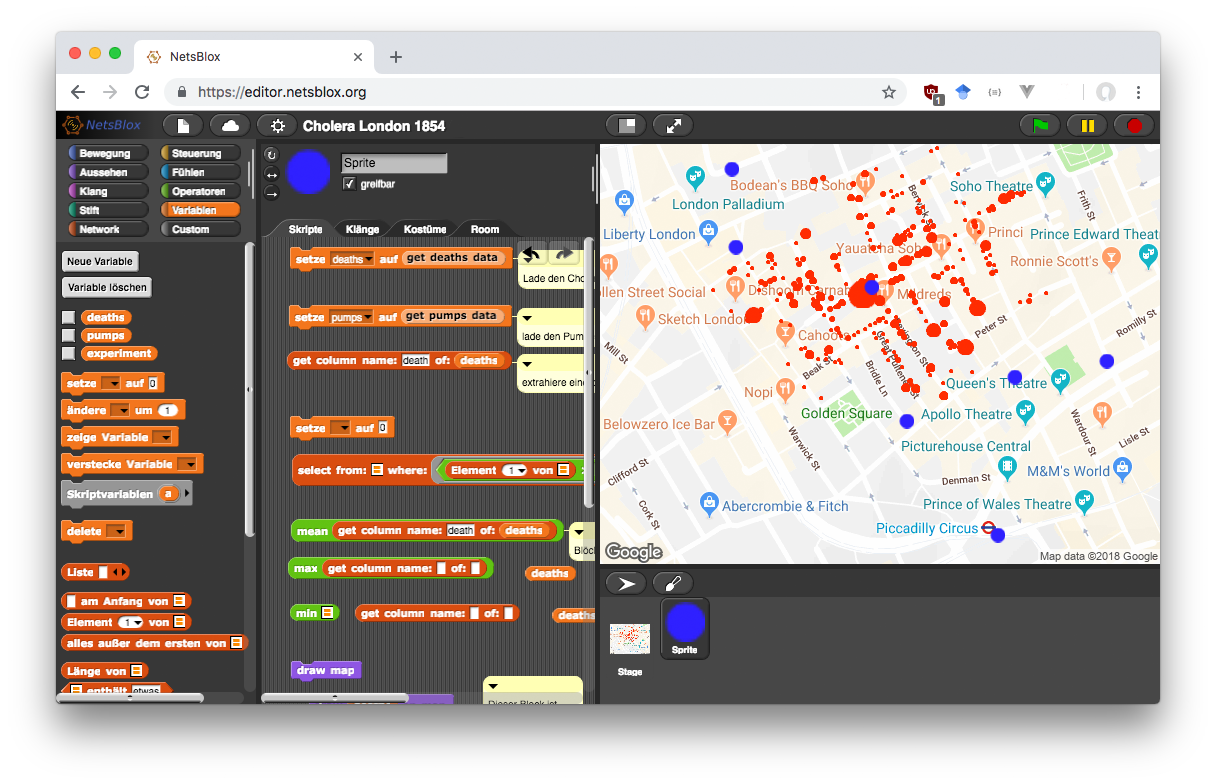 NetsBlox
https://editor.netsblox.org
1
NetsBlox
Cholera London 1854
Bewegung
Steuerung
Aussehen
Fühlen
Klang
Operatoren
Stift
Variablen
Network
Custom
Neue Variable
Variable löschen
deaths
pumps
experiment
setze auf 0
ändere um 1
zeige Variable
verstecke Variable
Skriptvariablen a
delete
Liste
am Anfang von
Element 1 von
alles außer dem ersten von
Länge von
enthält etwas
Sprite
greifbar
Skripte
Klänge
Kostüme
Room
setze deaths auf get deaths data
Lade den Cho
setze pumps auf get pumps data
lade den Pum
get column name: death of: deaths
extrahiere eine
setze auf 0
select from: where: Element 1 von
mean get column name: death of: deaths
Blöck
max get column name: of:
deaths
min
get column name: of:
deaths
draw map
Dieser Block ist
Bodean's BBQ Soho
London Palladium
Soho Theatre
Berwick St
Frith St
Liberty London
Princi
Prince Edward Theat
Yauatcha Soho
Ronnie Scott's
llen Street Social
Dishoom Carnaby
Mildreds
Sketch London
Cahoots
Peter St
Romilly St
Mill St
Lexington St
Great Pulteney St
Beak St
Bridle Ln
Nopi
Queen's Theatre
Golden Square
Apollo Theatre
Belowzero Ice Bar
Wardour St
Warwick St
Picturehouse Central
Lisle St
Clifford St
M&M's World
Denman St
Cork St
Abercrombie & Fitch
Prince of Wales Theatre
Piccadilly Circus
Google
Map data ©2018 Google
Stage
Sprite